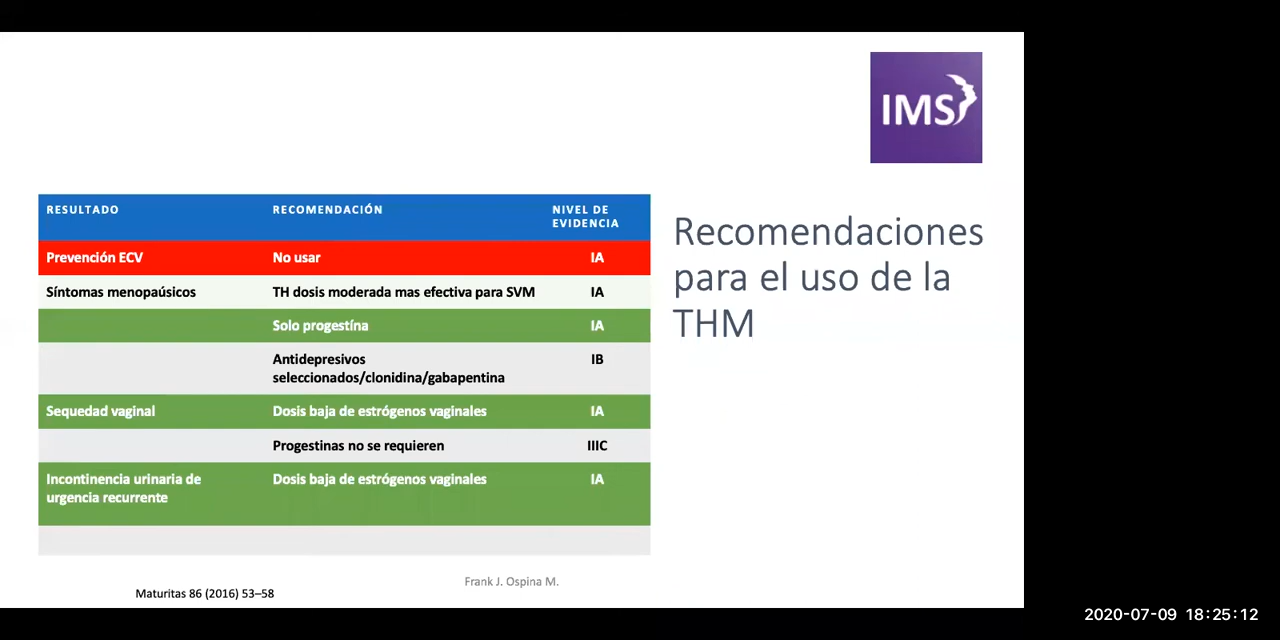 IMS
RESULTADO RECOMENDACIÓN NIVEL DE
EVIDENCIA
Prevención ECV No usar IA
Síntomas menopaúsicos TH dosis moderada mas efectiva para SVM IA
Solo progestína IA
Antidepresivos IB
seleccionados/clonidina/gabapentina
Sequedad vaginal Dosis baja de estrógenos vaginales IA
Progestinas no se requieren IIIC
Incontinencia urinaria de Dosis baja de estrógenos vaginales IA
urgencia recurrente
Recomendaciones
para el uso de la
THM
Frank J. Ospina M.
Maturitas 86 (2016) 53–58
2020-07-09 18:25:12